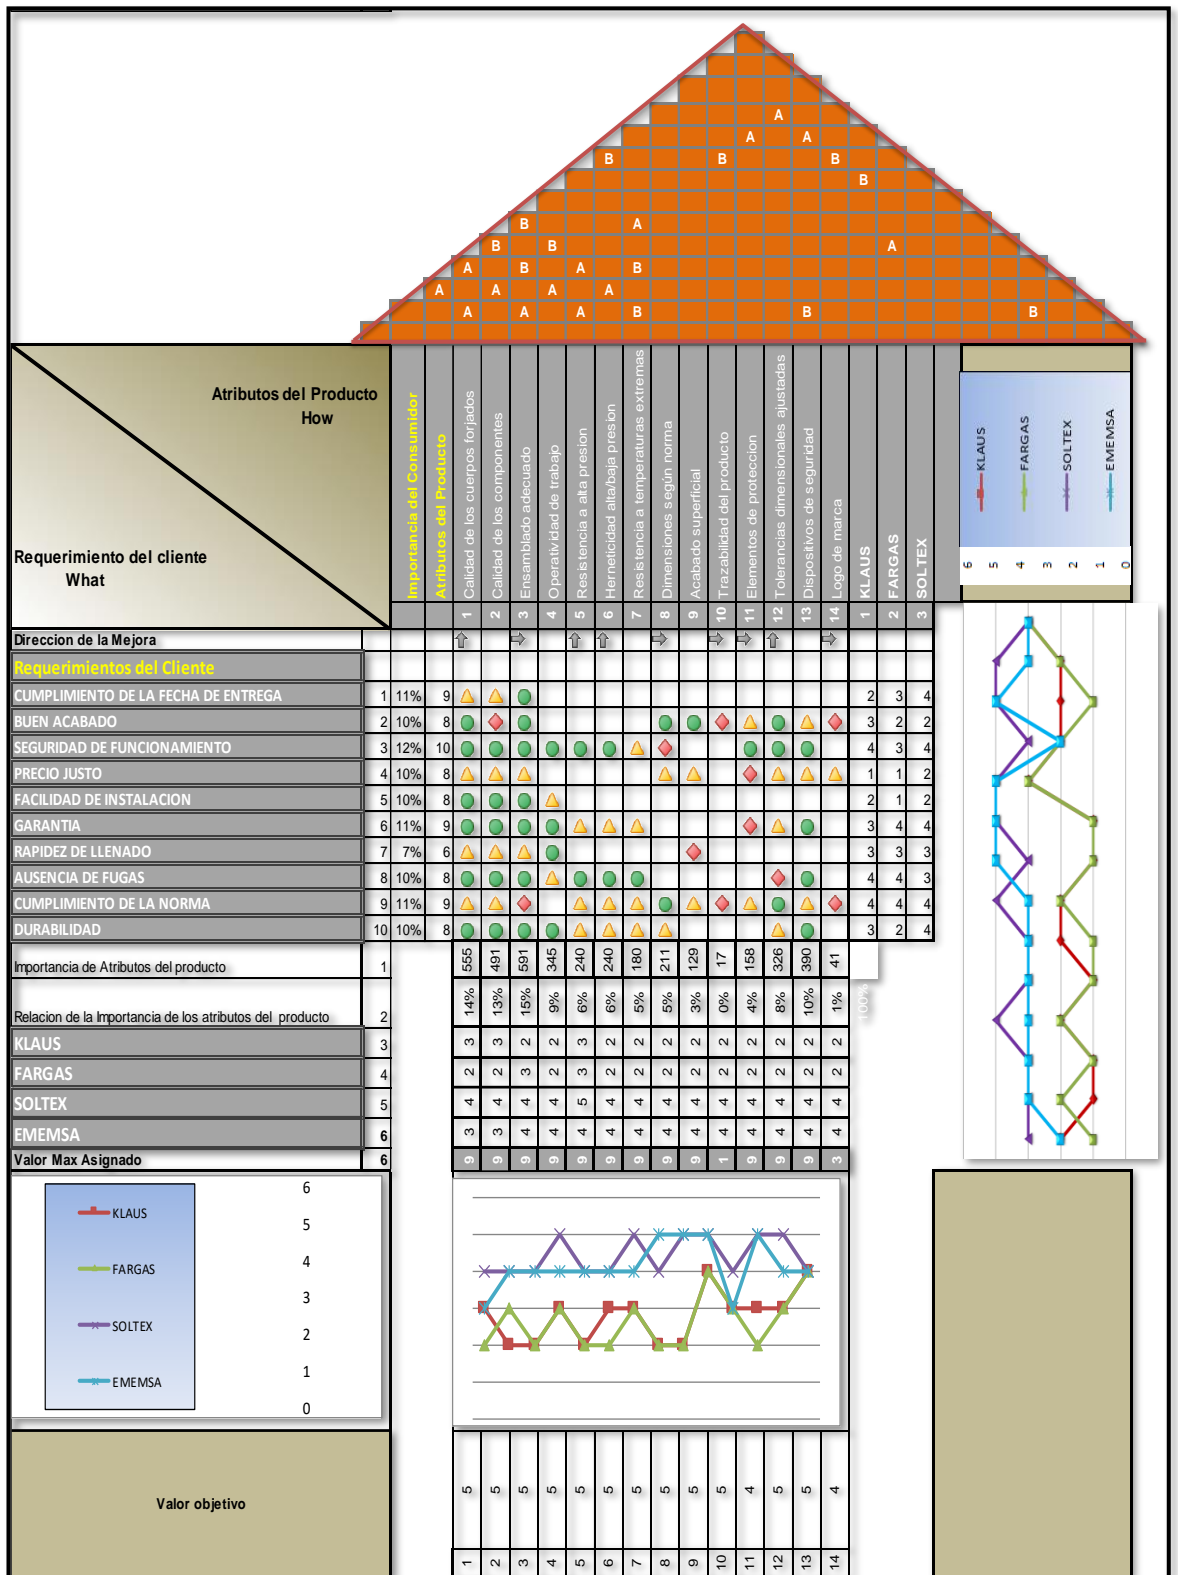 A
A A
B B B
B
B A
B B A
A B A B
A A A A
A A A B B B
Atributos del Producto
How
Requerimiento del cliente
What
Importancia del Consumidor
Atributos del Producto
Calidad de los cuerpos forjados
Calidad de los componentes
Ensamblado adecuado
Operatividad de trabajo
Resistencia a alta presion
Herneticidad alta/baja presion
Resistencia a temperaturas extremas
Dimensiones según norma
Acabado superficial
Trazabilidad del producto
Elementos de proteccion
Tolerancias dimensionales ajustadas
Dispositivos de seguridad
Logo de marca
KLAUS
FARGAS
SOLTEX
KLAUS
FARGAS
SOLTEX
EMEMSA
6 5 4 3 2 1 0
1 2 3 4 5 6 7 8 9 10 11 12 13 14 1 2 3
Direccion de la Mejora
Requerimientos del Cliente
CUMPLIMIENTO DE LA FECHA DE ENTREGA 1 11% 9 2 3 4
BUEN ACABADO 2 10% 8 3 2 2
SEGURIDAD DE FUNCIONAMIENTO 3 12% 10 4 3 4
PRECIO JUSTO 4 10% 8 1 1 2
FACILIDAD DE INSTALACION 5 10% 8 2 1 2
GARANTIA 6 11% 9 3 4 4
RAPIDEZ DE LLENADO 7 7% 6 3 3 3
AUSENCIA DE FUGAS 8 10% 8 4 4 3
CUMPLIMIENTO DE LA NORMA 9 11% 9 4 4 4
DURABILIDAD 10 10% 8 3 2 4
Importancia de Atributos del producto 1 555 491 591 345 240 240 180 211 129 17 158 326 390 41
Relacion de la Importancia de los atributos del producto 2 14% 13% 15% 9% 6% 6% 5% 5% 3% 0% 4% 8% 10% 1% 100%
KLAUS 3 3 3 2 2 3 2 2 2 2 2 2 2 2 2
FARGAS 4 2 2 3 2 2 2 2 2 2 2 2 2 2 2
SOLTEX 5 4 4 4 4 5 4 4 4 4 4 4 4 4 4
EMEMSA 6 3 3 4 4 4 4 4 4 4 4 4 4 4 4
Valor Max Asignado 6 9 9 9 9 9 9 9 9 9 1 9 9 9 3
KLAUS
FARGAS
SOLTEX
EMEMSA
6
5
4
3
2
1
0
Valor objetivo 5 5 5 5 5 5 5 5 5 5 4 5 5 4
1 2 3 4 5 6 7 8 9 10 11 12 13 14